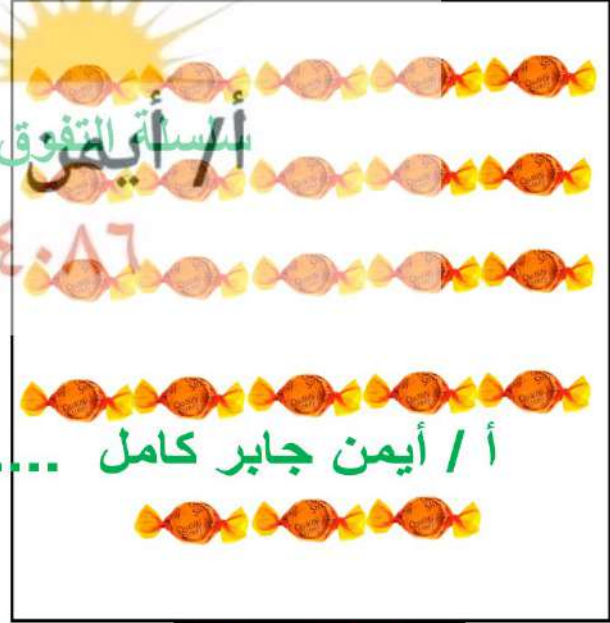 سلسلة التفوق
أ/ أيمن
٤٠٨٦
أ / أيمن جابر كامل ....